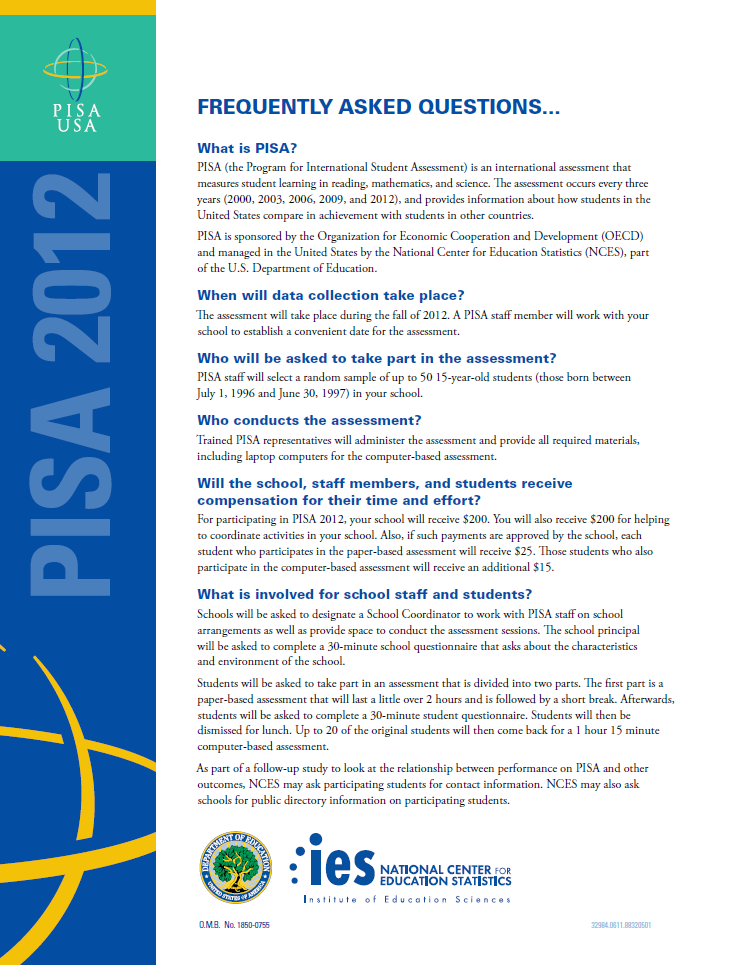 PISA
USA
PISA 2012
FREQUENTLY ASKED QUESTIONS...
What is PISA?
PISA (the Program for International Student Assessment) is an international assessment that
measures student learning in reading, mathematics, and science. The assessment occurs every three
years (2000, 2003, 2006, 2009, and 2012), and provides information about how students in the
United States compare in achievement with students in other countries.
PISA is sponsored by the Organization for Economic Cooperation and Development (OECD)
and managed in the United States by the National Center for Education Statistics (NCES), part
of the U.S. Department of Education.
When will data collection take place?
The assessment will take place during the fall of 2012. A PISA staff member will work with your
school to establish a convenient date for the assessment.
Who will be asked to take part in the assessment?
PISA staff will select a random sample of up to 50 15-year-old students (those born between
July 1, 1996 and June 30, 1997) in your school.
Who conducts the assessment?
Trained PISA representatives will administer the assessment and provide all required materials,
including laptop computers for the computer-based assessment.
Will the school, staff members, and students receive
compensation for their time and effort?
For participating in PISA 2012, your school will receive $200. You will also receive $200 for helping
to coordinate activities in your school. Also, if such payments are approved by the school, each
student who participates in the paper-based assessment will receive $25. Those students who also
participate in the computer-based assessment will receive an additional $15.
What is involved for school staff and students?
Schools will be asked to designate a School Coordinator to work with PISA staff on school
arrangements as well as provide space to conduct the assessment sessions. The school principal
will be asked to complete a 30-minute school questionnaire that asks about the characteristics
and environment of the school.
Students will be asked to take part in an assessment that is divided into two parts. The first part is a
paper-based assessment that will last a little over 2 hours and is followed by a short break. Afterwards,
students will be asked to complete a 30-minute student questionnaire. Students will then be
dismissed for lunch. Up to 20 of the original students will then come back for a 1 hour 15 minute
computer-based assessment.
As part of a follow-up study to look at the relationship between performance on PISA and other
outcomes, NCES may ask participating students for contact information. NCES may also ask
schools for public directory information on participating students.
DEPARTMENT OF EDUCATION
UNITED STATES OF AMERICA
ies NATIONAL CENTER FOR
EDUCATION STATISTICS
Institute of Education Sciences
O.M.B. No. 1850-0755
32984.0611.88320501